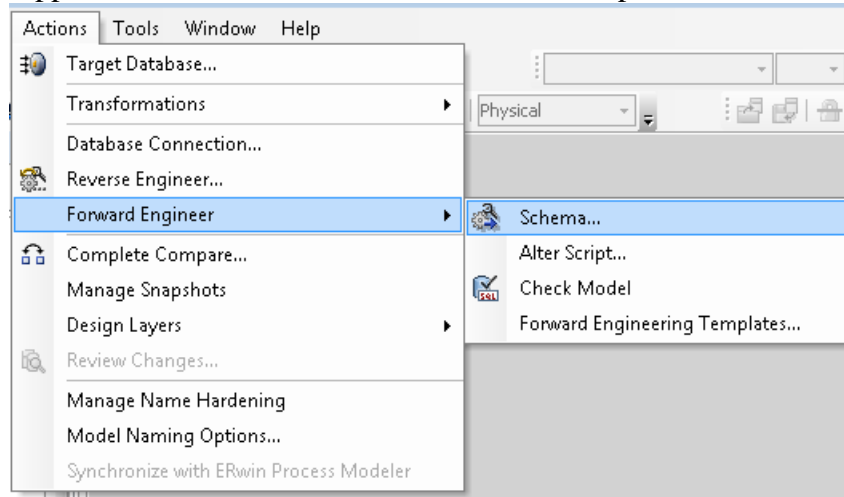 Actions Tools Window Help
Target Database...
Transformations
Physical
Database Connection...
Reverse Engineer...
Forward Engineer
Schema...
Complete Compare...
Alter Script...
Manage Snapshots
Check Model
SQL
Design Layers
Forward Engineering Templates...
Review Changes...
Manage Name Hardening
Model Naming Options...
Synchronize with ERwin Process Modeler